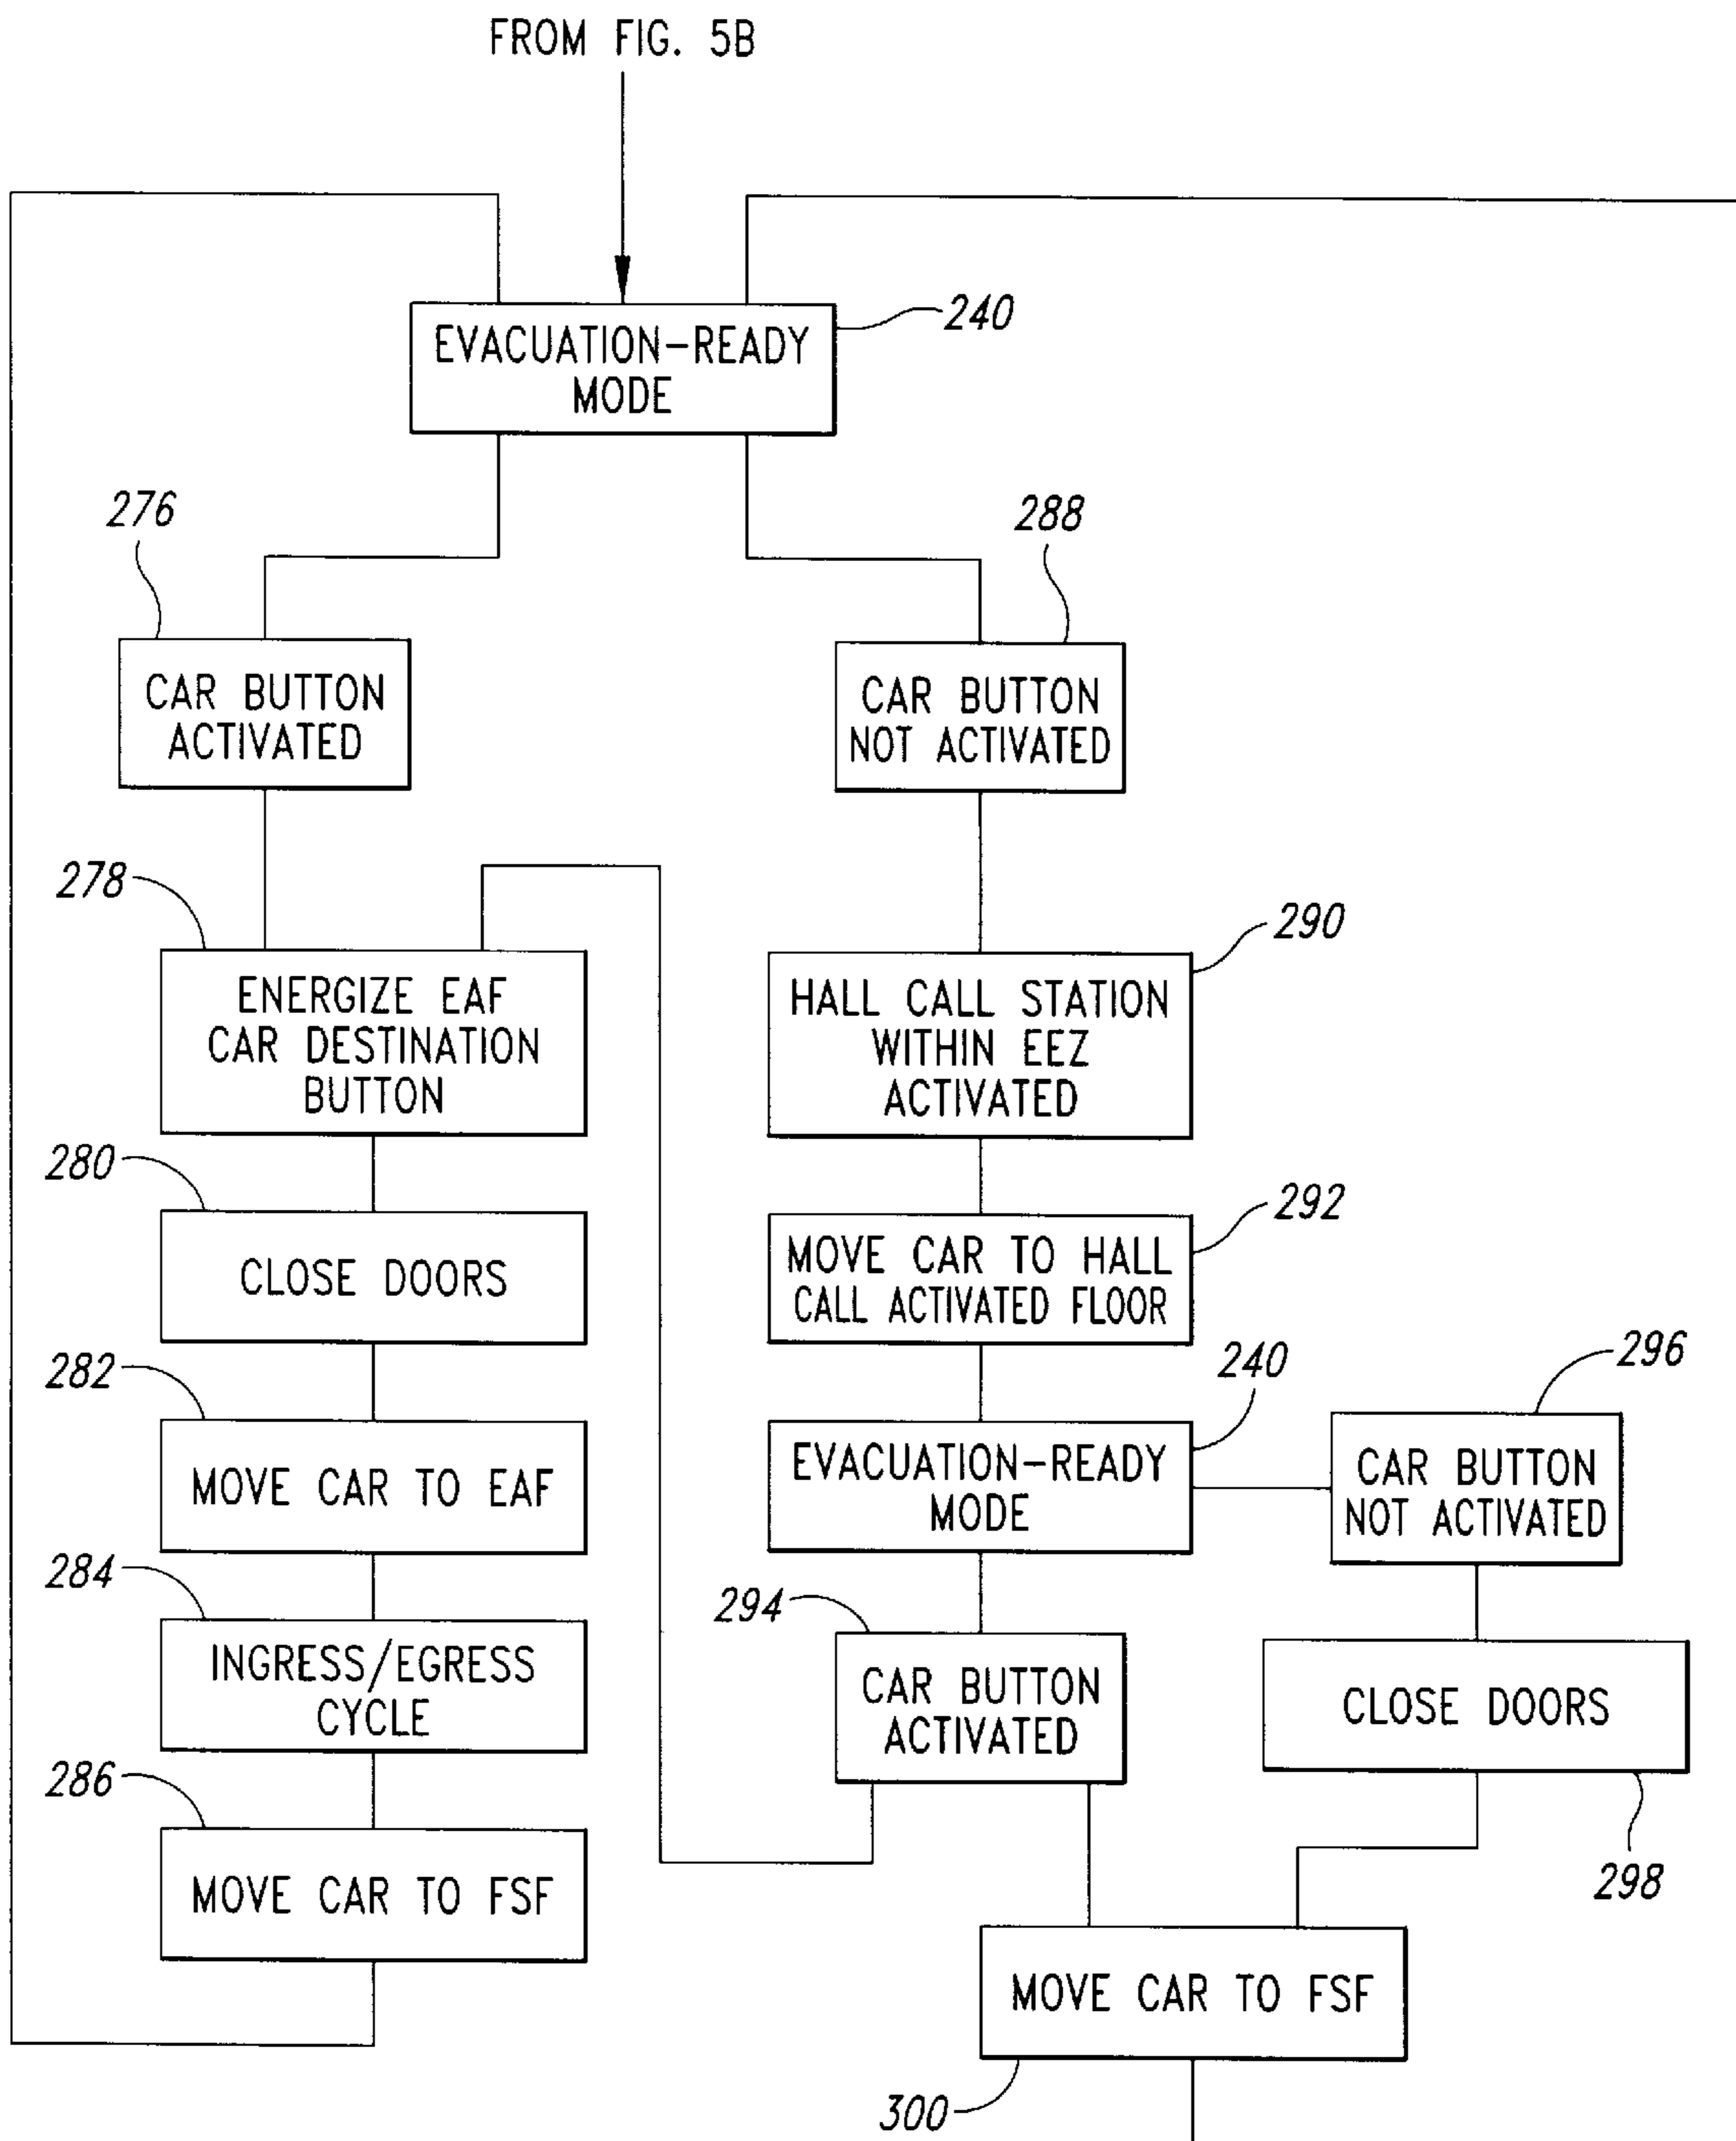 FROM FIG. 5B
240
EVACUATION-READY
MODE
276
CAR BUTTON
ACTIVATED
288
CAR BUTTON
NOT ACTIVATED
278
ENERGIZE EAF
CAR DESTINATION
BUTTON
290
HALL CALL STATION
WITHIN EEZ
ACTIVATED
280
CLOSE DOORS
292
MOVE CAR TO HALL
CALL ACTIVATED FLOOR
282
MOVE CAR TO EAF
240
EVACUATION-READY
MODE
296
CAR BUTTON
NOT ACTIVATED
284
INGRESS/EGRESS
CYCLE
294
CAR BUTTON
ACTIVATED
CLOSE DOORS
298
286
MOVE CAR TO FSF
MOVE CAR TO FSF
300